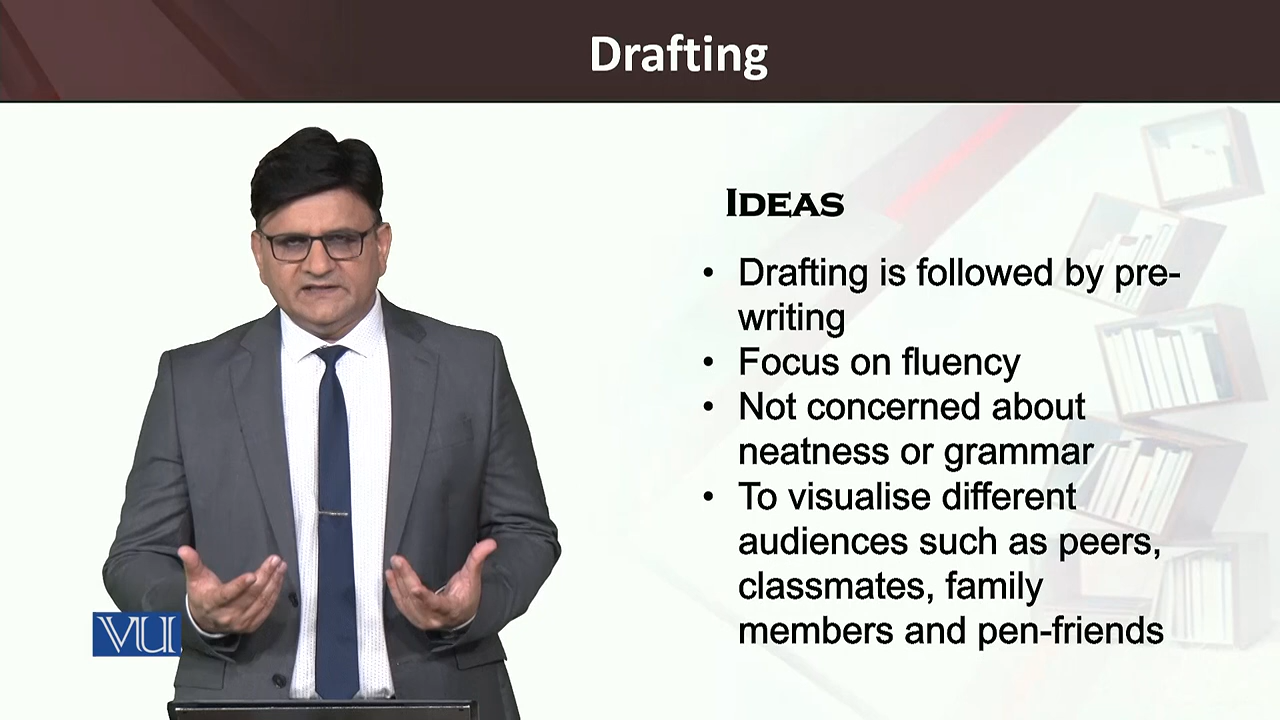 Drafting
IDEAS
• Drafting is followed by pre-
writing
• Focus on fluency
• Not concerned about
neatness or grammar
• To visualise different
audiences such as peers,
classmates, family
members and pen-friends
VU